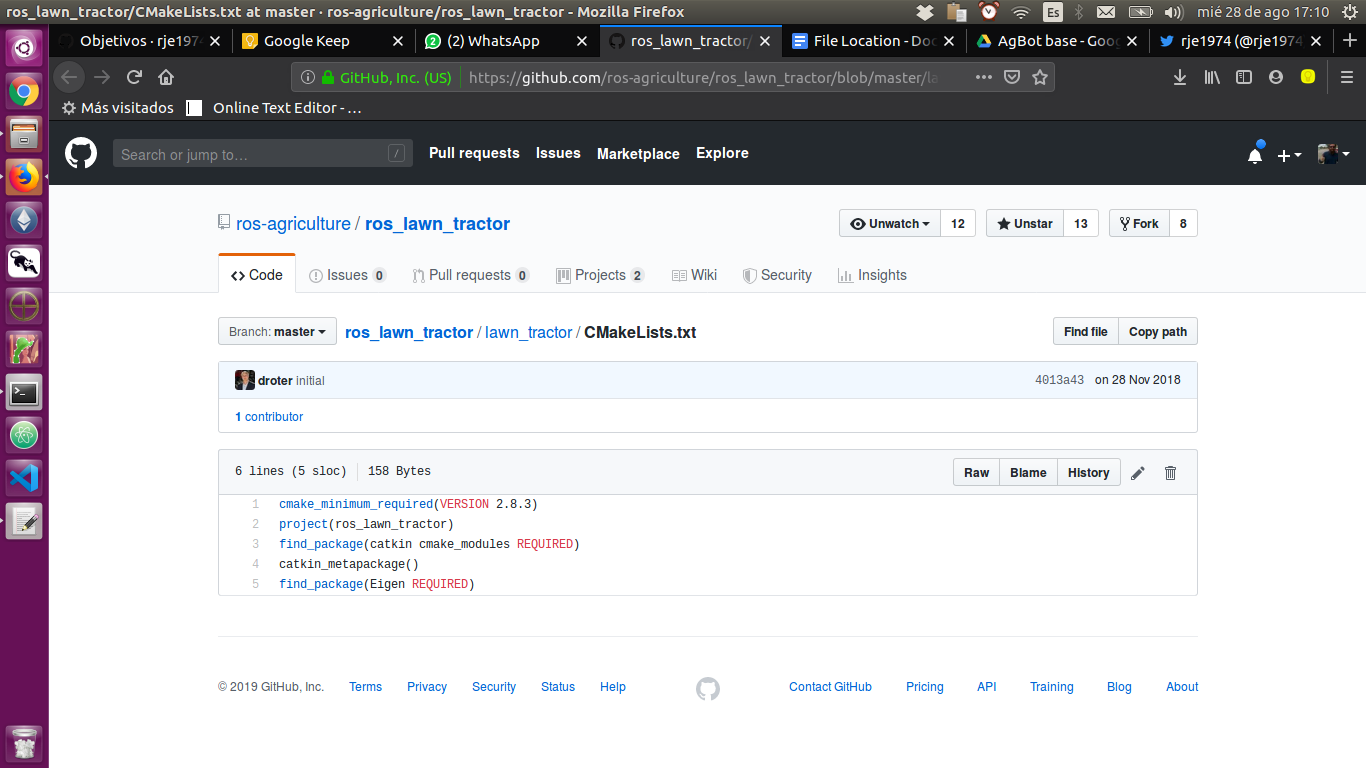 ros_lawn_tractor/CMakeLists.txt at master · ros-agriculture/ros_lawn_tractor - Mozilla Firefox
Es
mié 28 de ago 17:10
Objetivos · rje1974
Google Keep
(2) WhatsApp
ros_lawn_tractor/
File Location - Doc
AgBot base - Goog
rje1974 (@rje1974
GitHub, Inc. (US)
https://github.com/ros-agriculture/ros_lawn_tractor/blob/master/la
Más visitados
Online Text Editor - …
Search or jump to…
/
Pull requests
Issues
Marketplace
Explore
ros-agriculture / ros_lawn_tractor
Unwatch 12
Unstar 13
Fork 8
Code
Issues 0
Pull requests 0
Projects 2
Wiki
Security
Insights
Branch: master
ros_lawn_tractor / lawn_tractor / CMakeLists.txt
Find file
Copy path
droter initial
4013a43 on 28 Nov 2018
1 contributor
6 lines (5 sloc) 158 Bytes
Raw
Blame
History
1 cmake_minimum_required(VERSION 2.8.3)
2 project(ros_lawn_tractor)
3 find_package(catkin cmake_modules REQUIRED)
4 catkin_metapackage()
5 find_package(Eigen REQUIRED)
© 2019 GitHub, Inc.
Terms
Privacy
Security
Status
Help
Contact GitHub
Pricing
API
Training
Blog
About